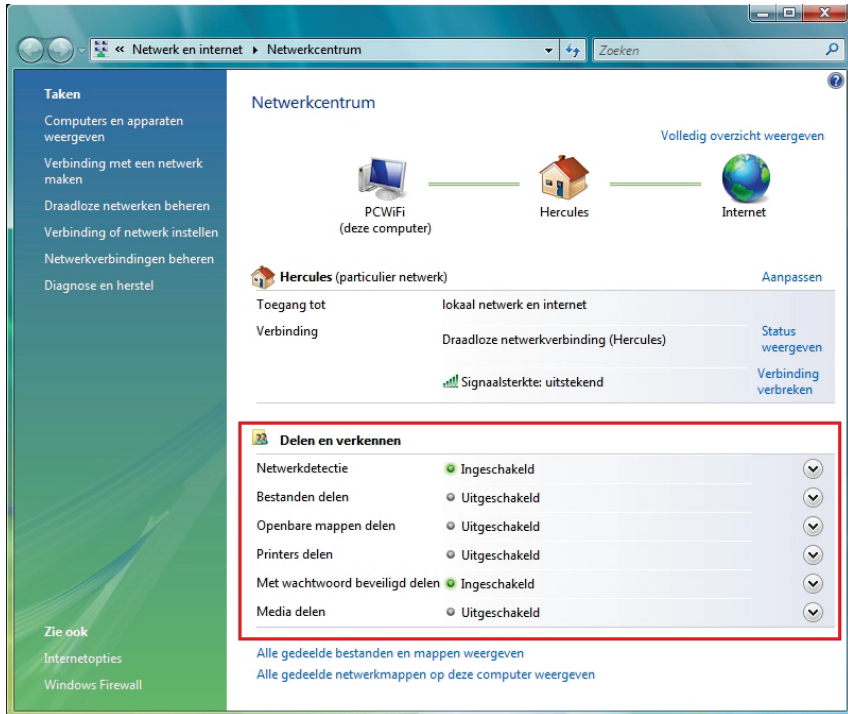 « Netwerk en internet ▸ Netwerkcentrum
Zoeken
Taken
Computers en apparaten
weergeven
Verbinding met een netwerk
maken
Draadloze netwerken beheren
Verbinding of netwerk instellen
Netwerkverbindingen beheren
Diagnose en herstel
Zie ook
Internetopties
Windows Firewall
Netwerkcentrum
Volledig overzicht weergeven
PCWiFi
(deze computer)
Hercules
Internet
Hercules (particulier netwerk)
Aanpassen
Toegang tot
lokaal netwerk en internet
Verbinding
Draadloze netwerkverbinding (Hercules)
Status
weergeven
Signaalsterkte: uitstekend
Verbinding
verbreken
Delen en verkennen
Netwerkdetectie
Ingeschakeld
Bestanden delen
Uitgeschakeld
Openbare mappen delen
Uitgeschakeld
Printers delen
Uitgeschakeld
Met wachtwoord beveiligd delen
Ingeschakeld
Media delen
Uitgeschakeld
Alle gedeelde bestanden en mappen weergeven
Alle gedeelde netwerkmappen op deze computer weergeven